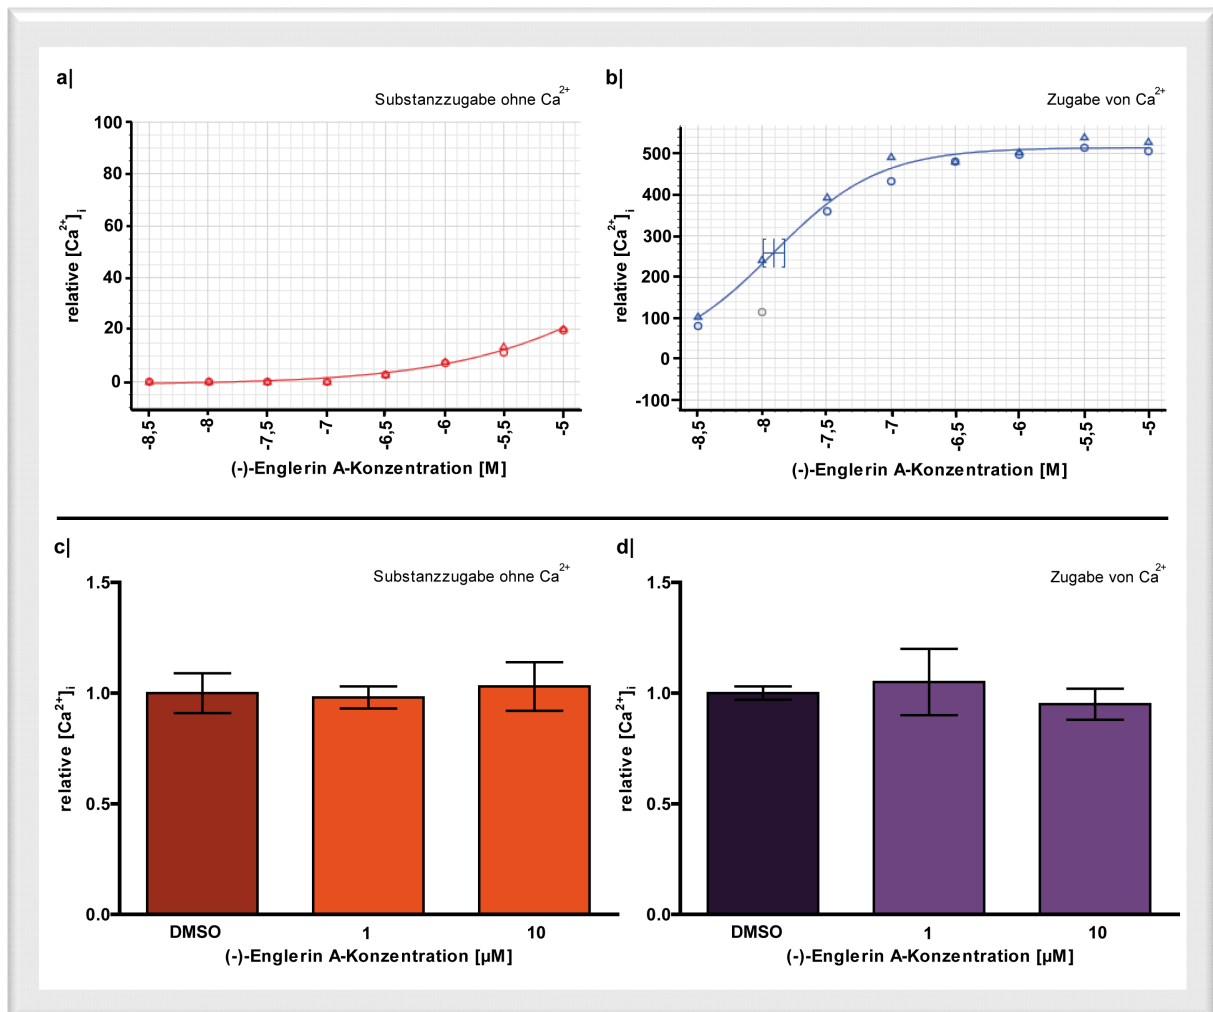 a|
Substanzzugabe ohne Ca2+
100
80
60
40
20
0
relative [Ca2+]i
-8,5
-8
-7,5
-7
-6,5
-6
-5,5
-5
(-)-Englerin A-Konzentration [M]
b|
Zugabe von Ca2+
500
400
300
200
100
0
-100
relative [Ca2+]i
-8,5
-8
-7,5
-7
-6,5
-6
-5,5
-5
(-)-Englerin A-Konzentration [M]
c|
Substanzzugabe ohne Ca2+
1.5
1.0
0.5
0.0
relative [Ca2+]i
DMSO 1 10
(-)-Englerin A-Konzentration [µM]
d|
Zugabe von Ca2+
1.5
1.0
0.5
0.0
relative [Ca2+]i
DMSO 1 10
(-)-Englerin A-Konzentration [µM]